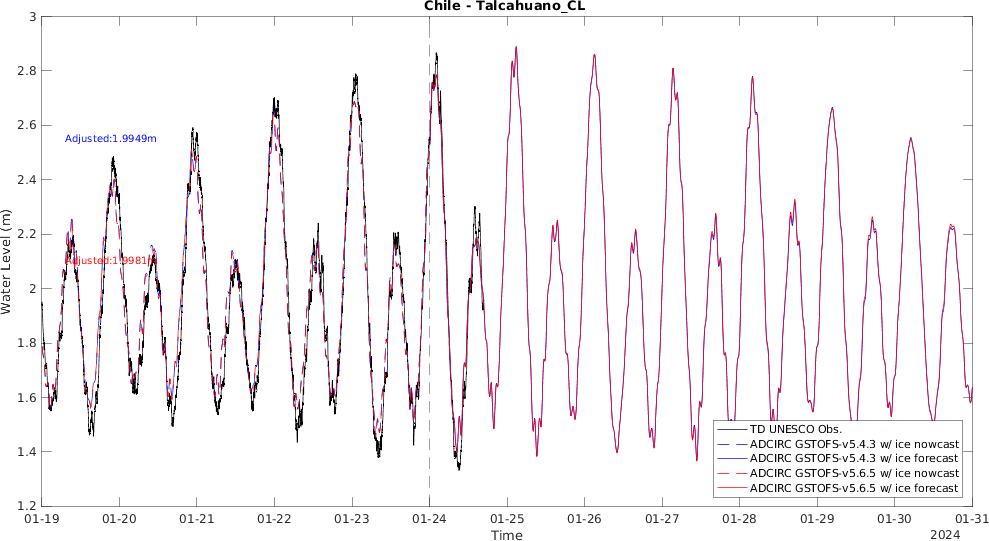 Chile - Talcahuano_CL
3
2.8
2.6
2.4
2.2
2
1.8
1.6
1.4
1.2
Water Level (m)
Adjusted:1.9949m
Adjusted:1.9981m
TD UNESCO Obs.
ADCIRC GSTOFS-v5.4.3 w/ ice nowcast
ADCIRC GSTOFS-v5.4.3 w/ ice forecast
ADCIRC GSTOFS-v5.6.5 w/ ice nowcast
ADCIRC GSTOFS-v5.6.5 w/ ice forecast
01-19 01-20 01-21 01-22 01-23 01-24 01-25 01-26 01-27 01-28 01-29 01-30 01-31
Time
2024